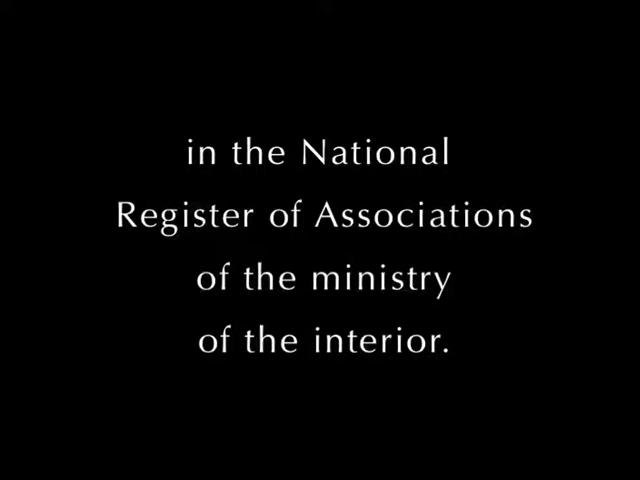 in the National
Register of Associations
of the ministry
of the interior.